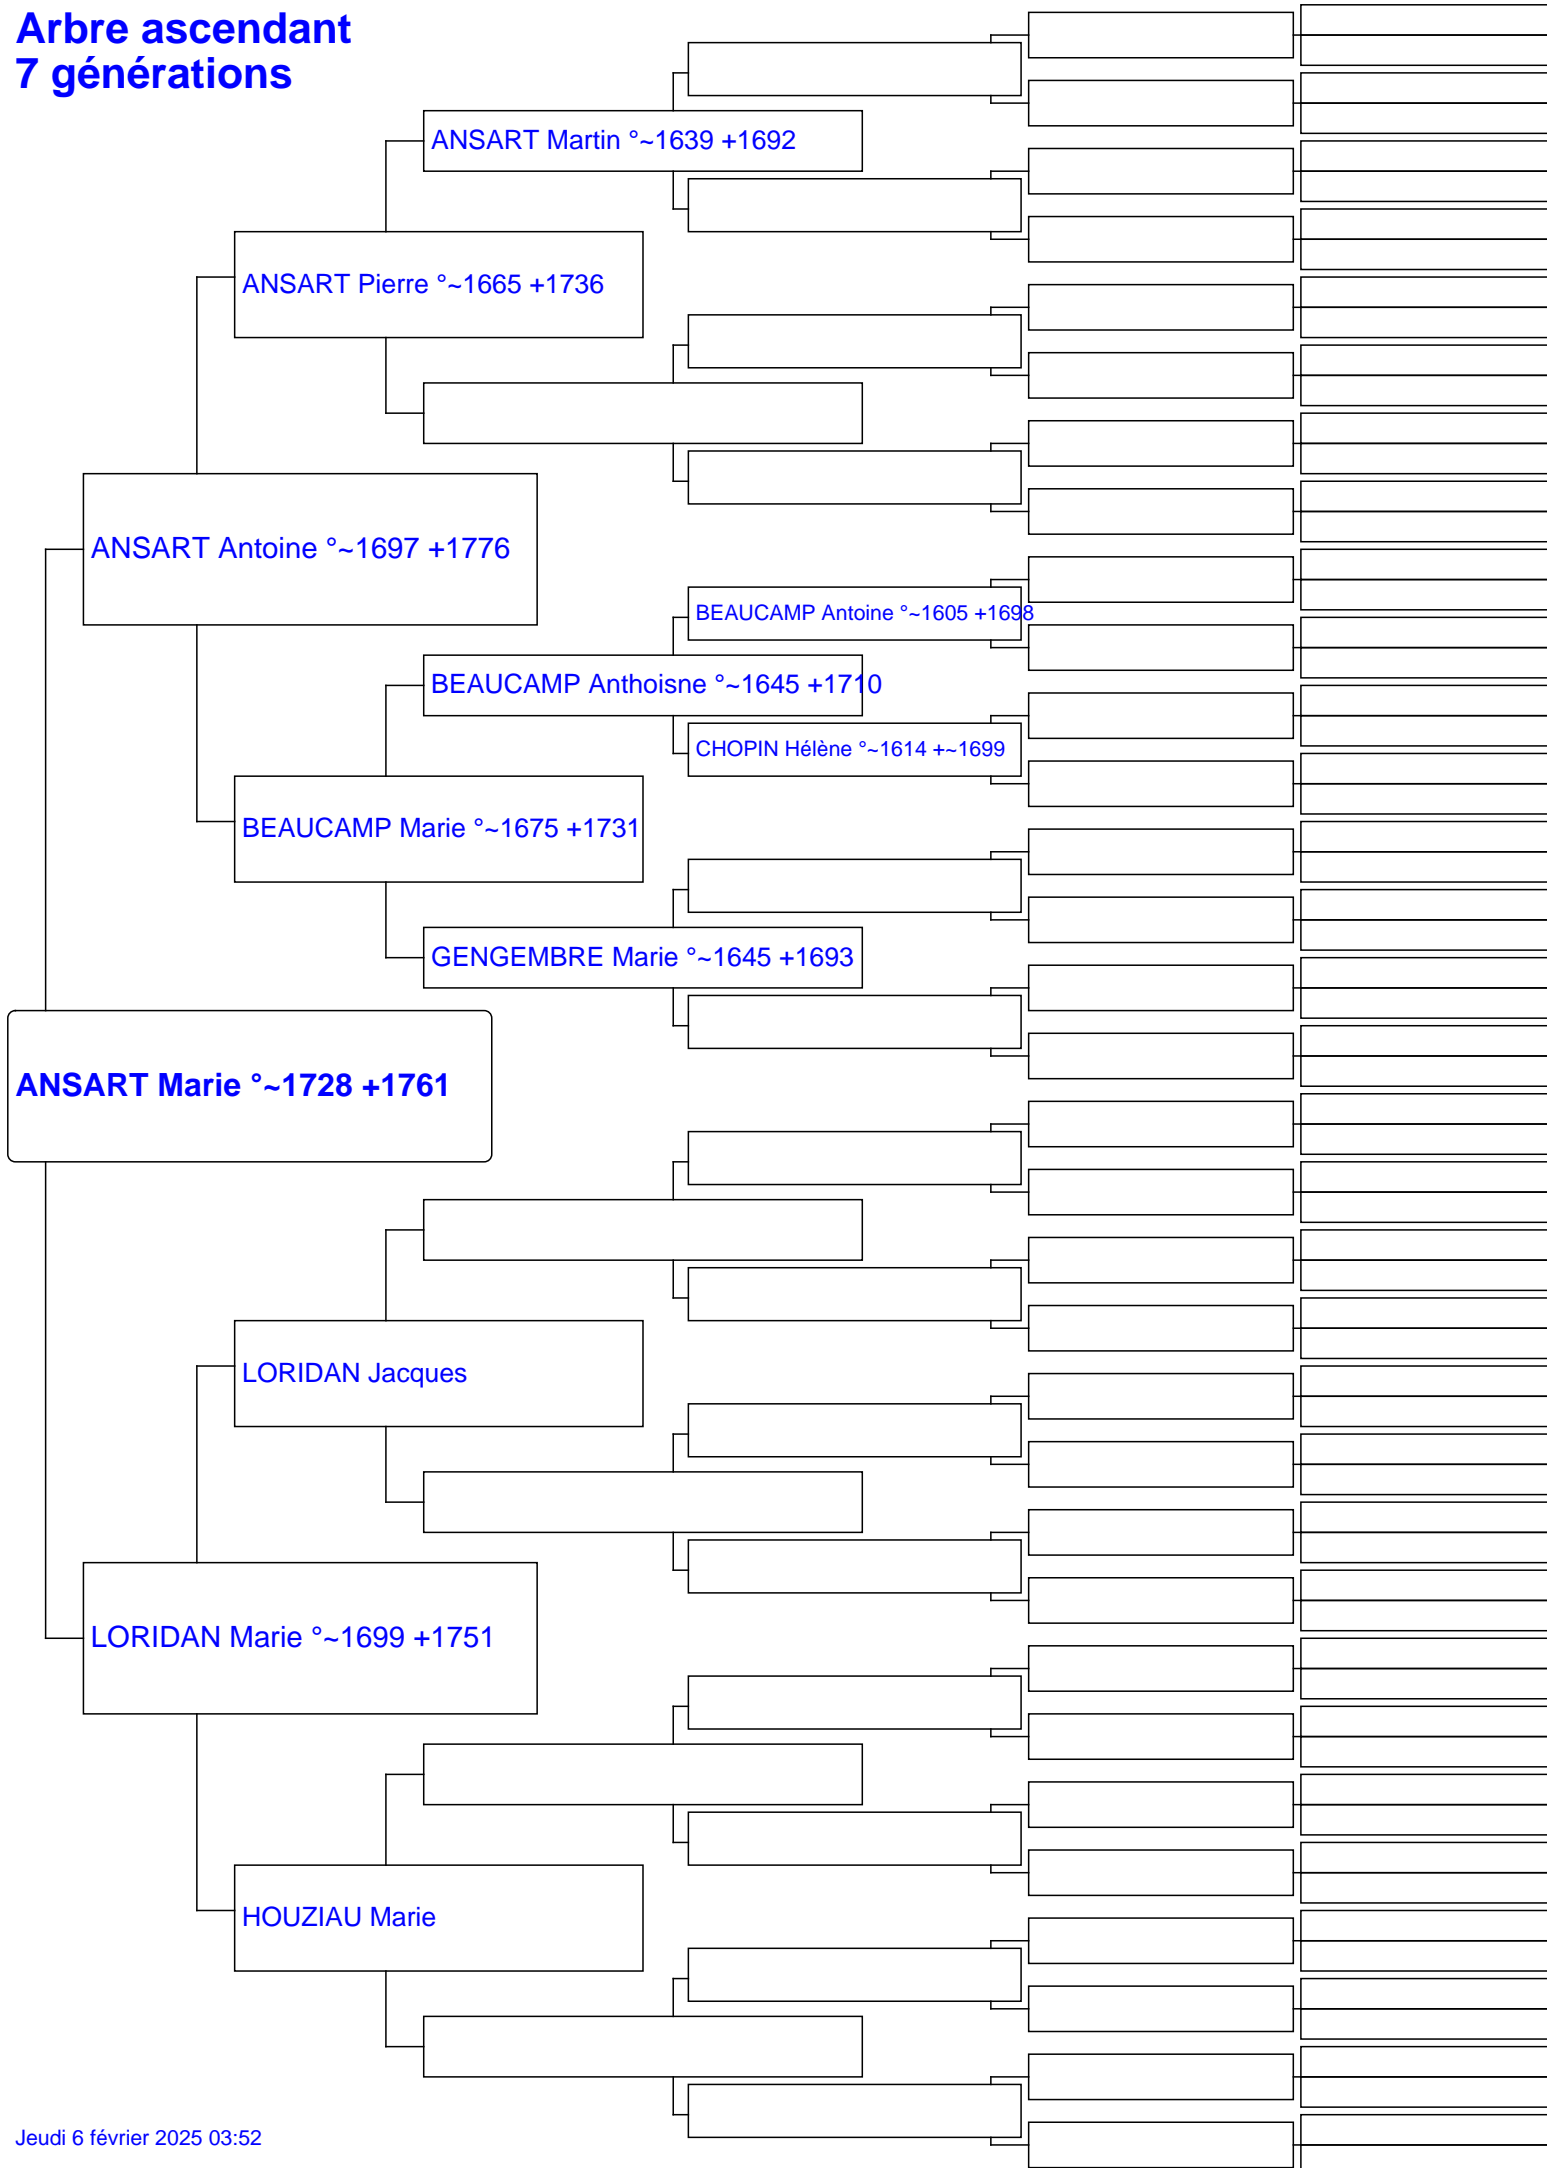 Arbre ascendant
7 générations
ANSART Martin °~1639 +1692
ANSART Pierre °~1665 +1736
ANSART Antoine °~1697 +1776
BEAUCAMP Antoine °~1605 +1698
BEAUCAMP Anthoisne °~1645 +1710
CHOPIN Hélène °~1614 +~1699
BEAUCAMP Marie °~1675 +1731
GENGEMBRE Marie °~1645 +1693
ANSART Marie °~1728 +1761
LORIDAN Jacques
LORIDAN Marie °~1699 +1751
HOUZIAU Marie
Jeudi 6 février 2025 03:52